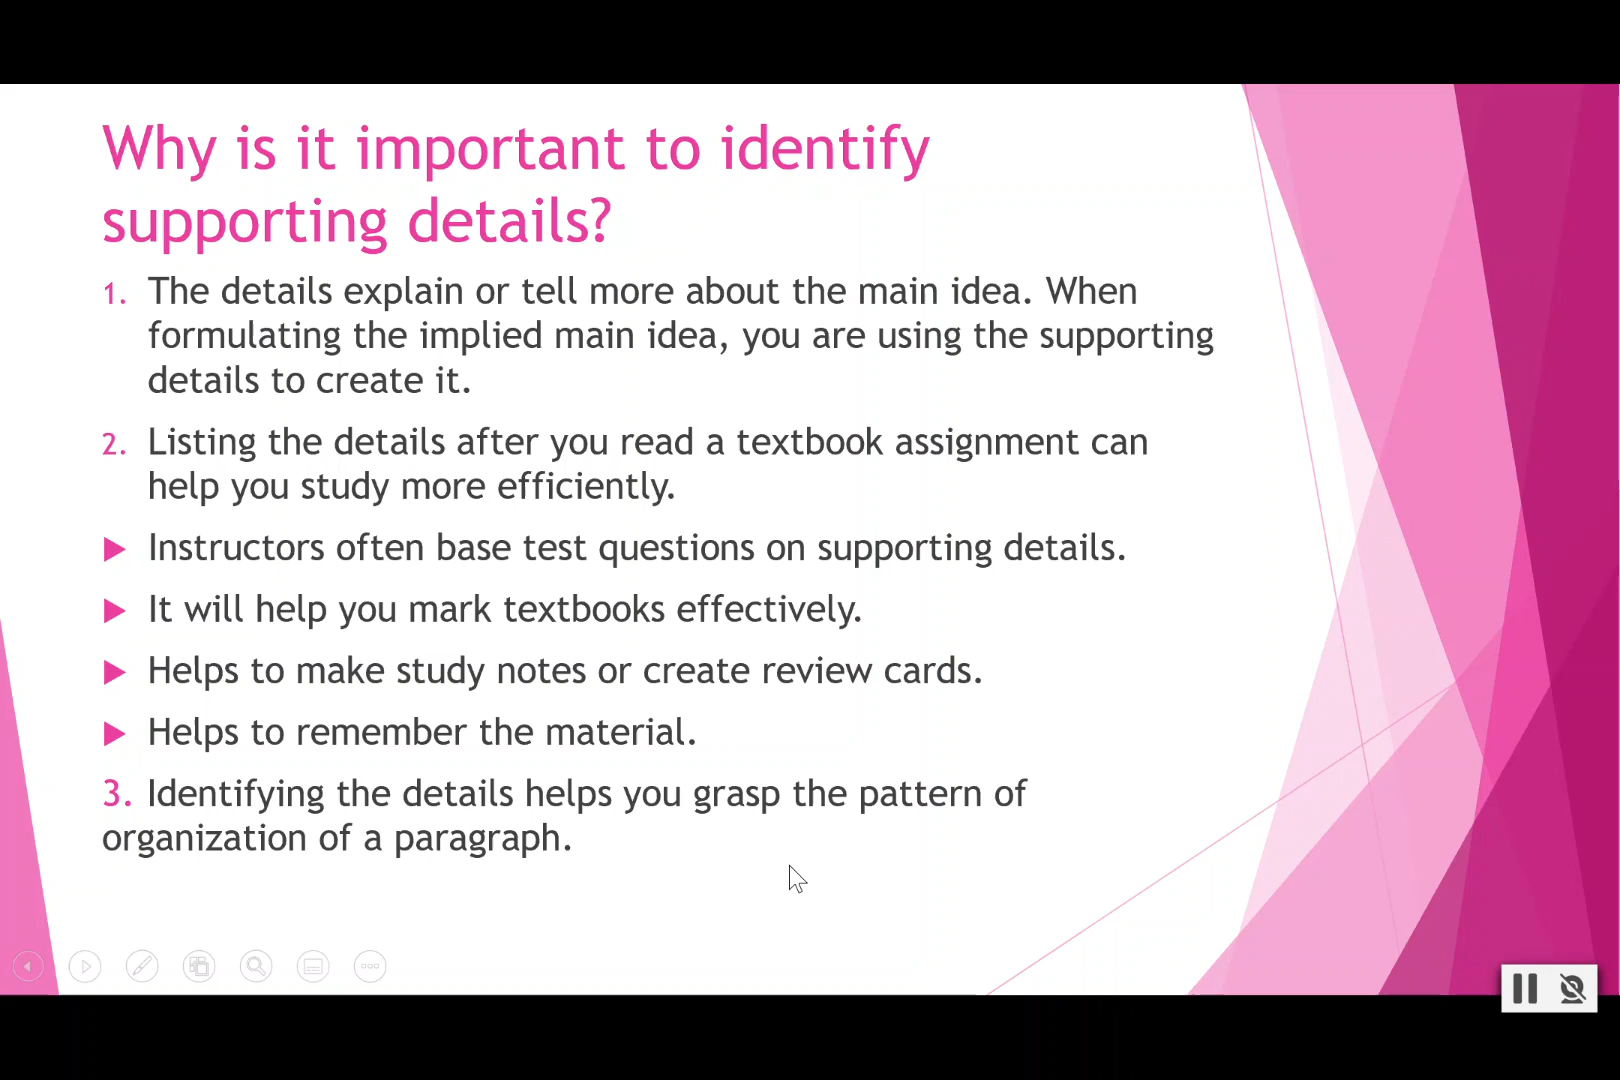 Why is it important to identify
supporting details?
1. The details explain or tell more about the main idea. When
formulating the implied main idea, you are using the supporting
details to create it.
2. Listing the details after you read a textbook assignment can
help you study more efficiently.
Instructors often base test questions on supporting details.
It will help you mark textbooks effectively.
Helps to make study notes or create review cards.
Helps to remember the material.
3. Identifying the details helps you grasp the pattern of
organization of a paragraph.